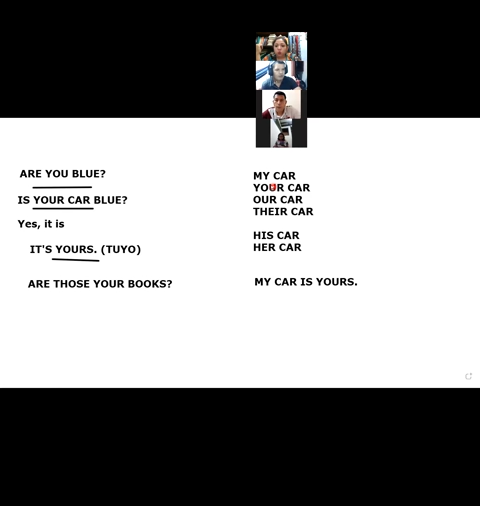 ARE YOU BLUE?
IS YOUR CAR BLUE?
Yes, it is
IT'S YOURS. (TUYO)
ARE THOSE YOUR BOOKS?
MY CAR
YOUR CAR
OUR CAR
THEIR CAR
HIS CAR
HER CAR
MY CAR IS YOURS.